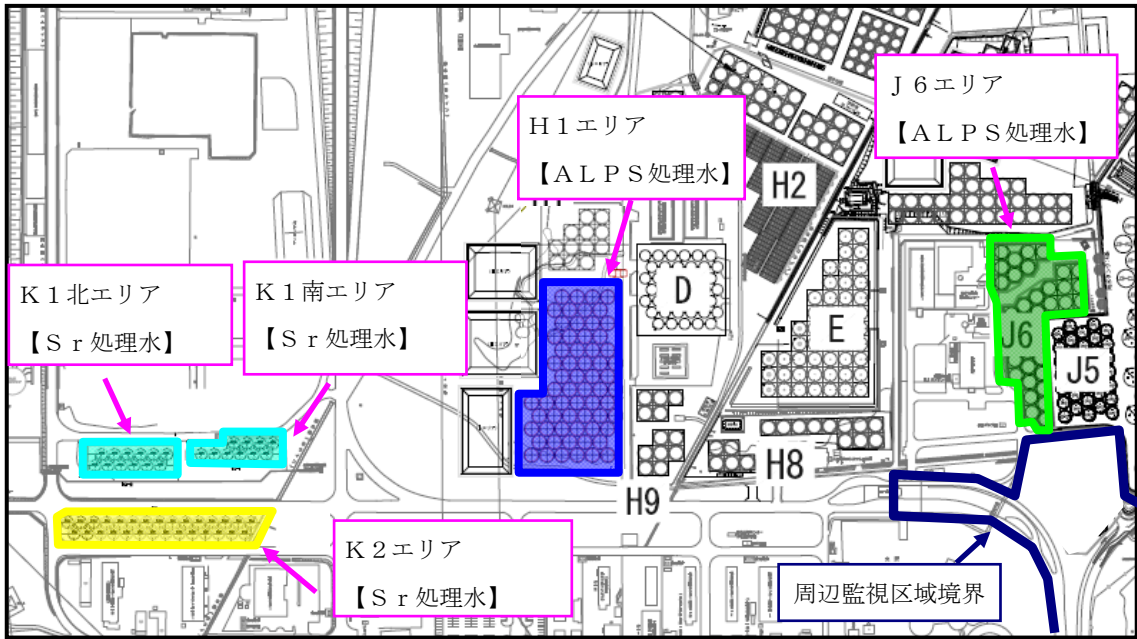 J６エリア
【ＡＬＰＳ処理水】
H１エリア
【ＡＬＰＳ処理水】
H2
K１北エリア
【Ｓｒ処理水】
K１南エリア
【Ｓｒ処理水】
D
E
J6
J5
H8
H9
K２エリア
【Ｓｒ処理水】
周辺監視区域境界